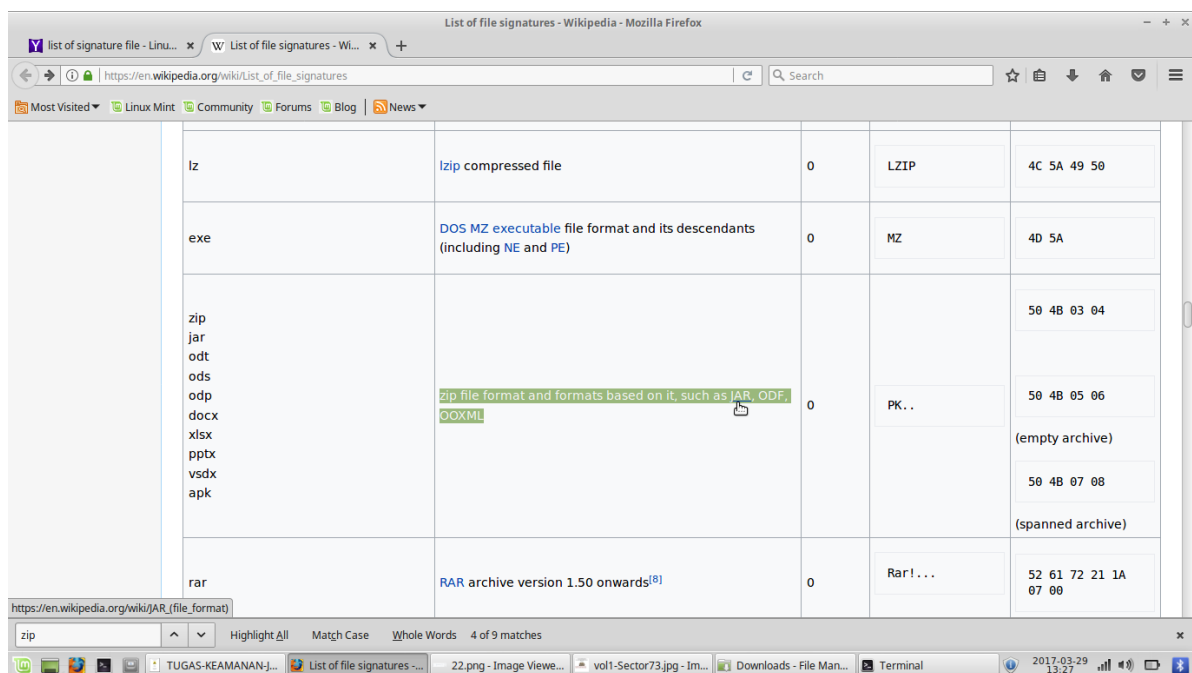 List of file signatures - Wikipedia - Mozilla Firefox
list of signature file - Linu...
W List of file signatures - Wi...
https://en.wikipedia.org/wiki/List_of_file_signatures
Search
Most Visited
Linux Mint
Community
Forums
Blog
News
lz
lzip compressed file
0
LZIP
4C 5A 49 50
exe
DOS MZ executable file format and its descendants
(including NE and PE)
0
MZ
4D 5A
zip
jar
odt
ods
odp
docx
xlsx
pptx
vsdx
apk
zip file format and formats based on it, such as JAR, ODF,
OOXML
0
PK..
50 4B 03 04
50 4B 05 06
(empty archive)
50 4B 07 08
(spanned archive)
rar
RAR archive version 1.50 onwards[8]
0
Rar!...
52 61 72 21 1A
07 00
https://en.wikipedia.org/wiki/JAR_(file_format)
zip
Highlight All
Match Case
Whole Words
4 of 9 matches
TUGAS-KEAMANAN-J...
List of file signatures -...
22.png - Image Viewe...
vol1-Sector73.jpg - Im...
Downloads - File Man...
Terminal
2017-03-29
13:27